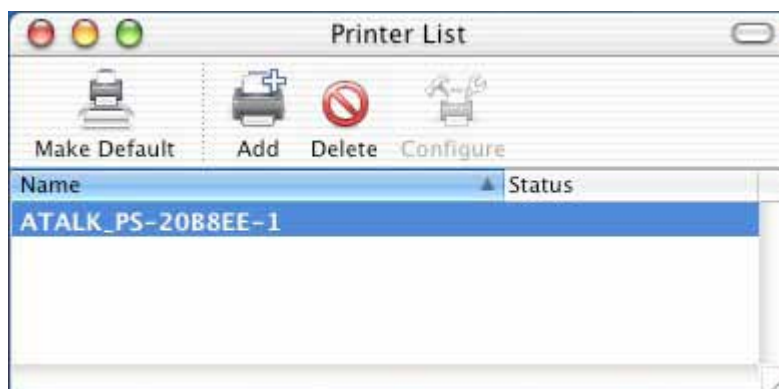 Printer List
Make Default Add Delete Configure
Name Status
ATALK_PS-20B8EE-1